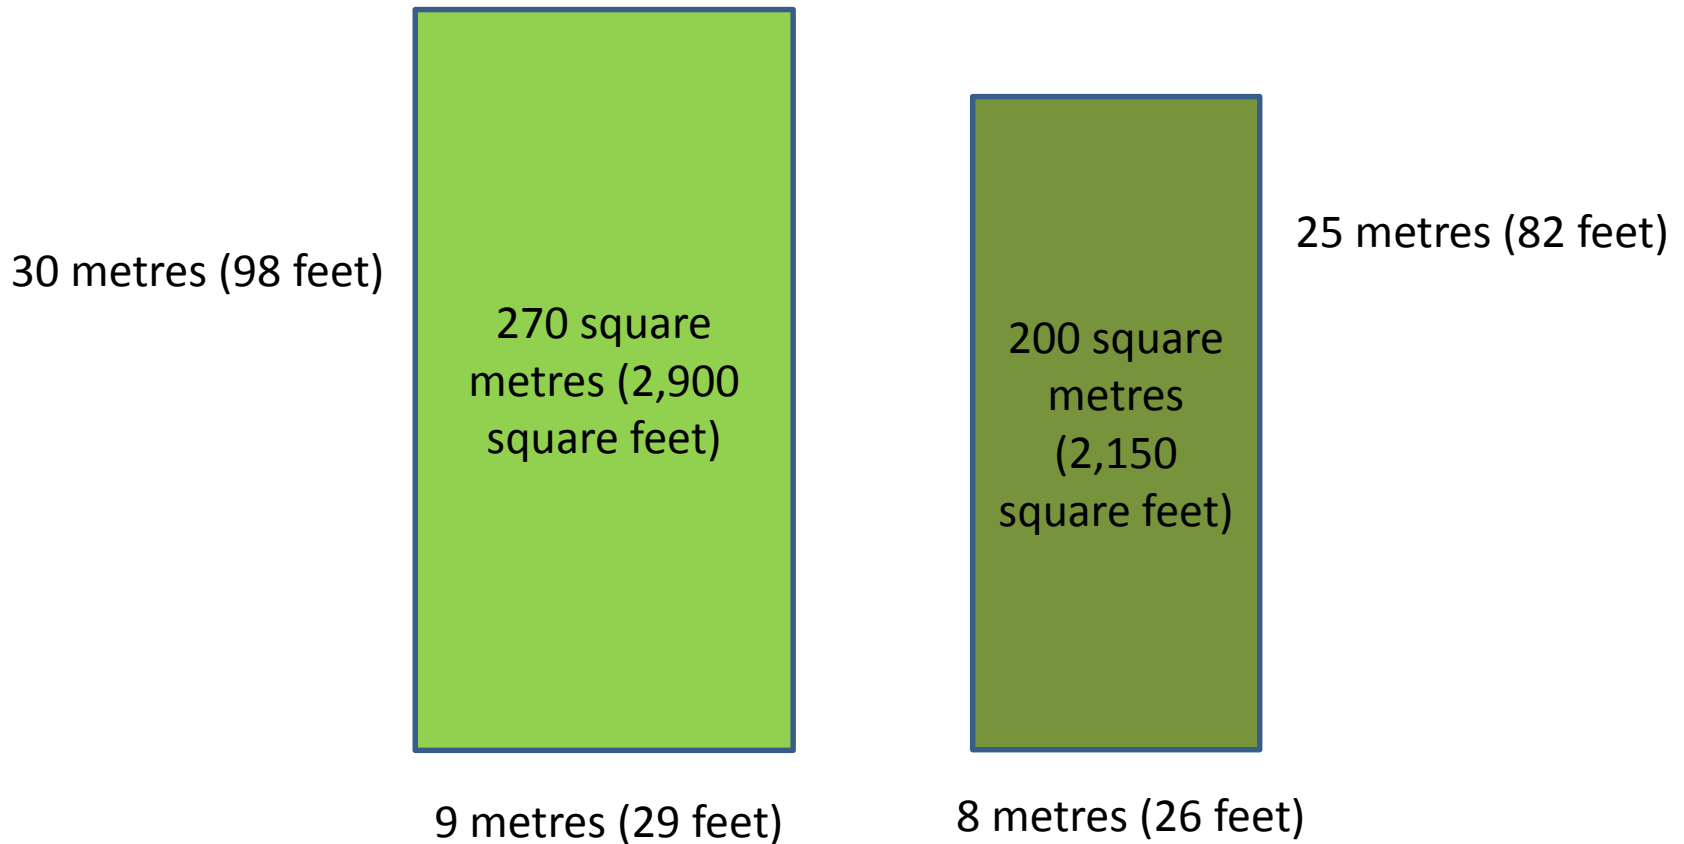 30 metres (98 feet)
270 square
metres (2,900
square feet)
9 metres (29 feet)
200 square
metres
(2,150
square feet)
25 metres (82 feet)
8 metres (26 feet)